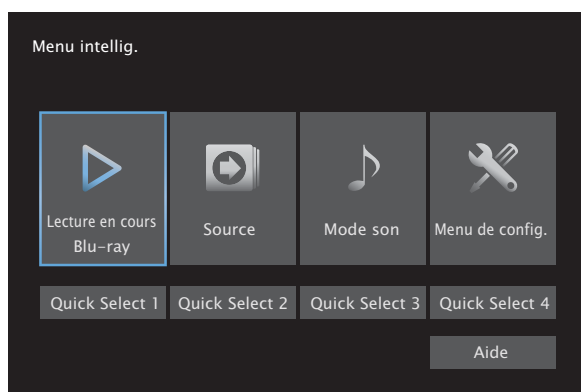 Menu intellig.
Lecture en cours
Blu-ray
Source
Mode son
Menu de config.
Quick Select 1
Quick Select 2
Quick Select 3
Quick Select 4
Aide